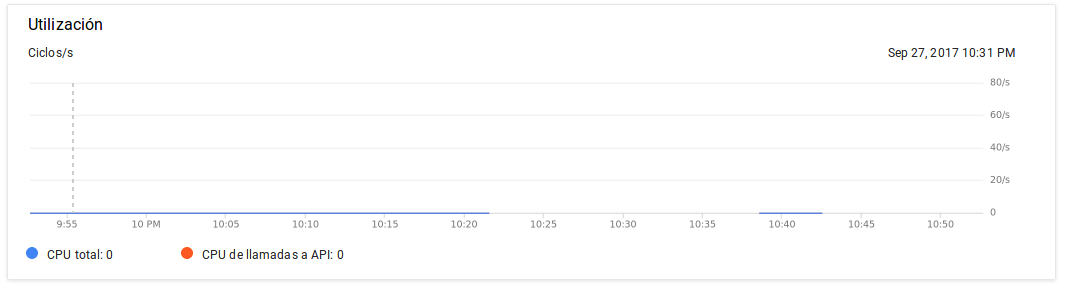 Utilización
Ciclos/s
Sep 27, 2017 10:31 PM
80/s
60/s
40/s
20/s
0
9:55 10 PM 10:05 10:10 10:15 10:20 10:25 10:30 10:35 10:40 10:45 10:50
CPU total: 0 CPU de llamadas a API: 0